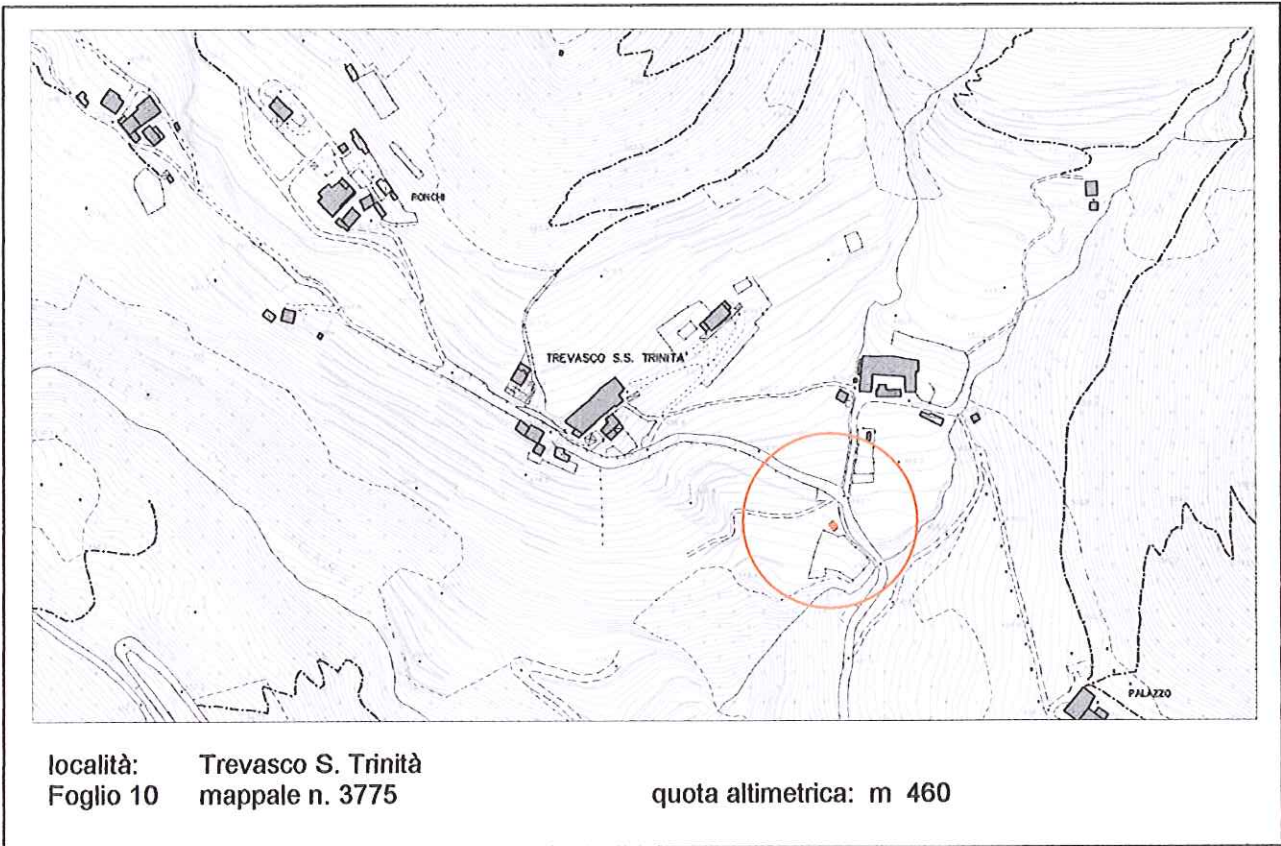 RONCHI
TREVASCO S.S. TRINITA'
PALAZZO
località: Trevasco S. Trinità
Foglio 10 mappale n. 3775 quota altimetrica: m 460